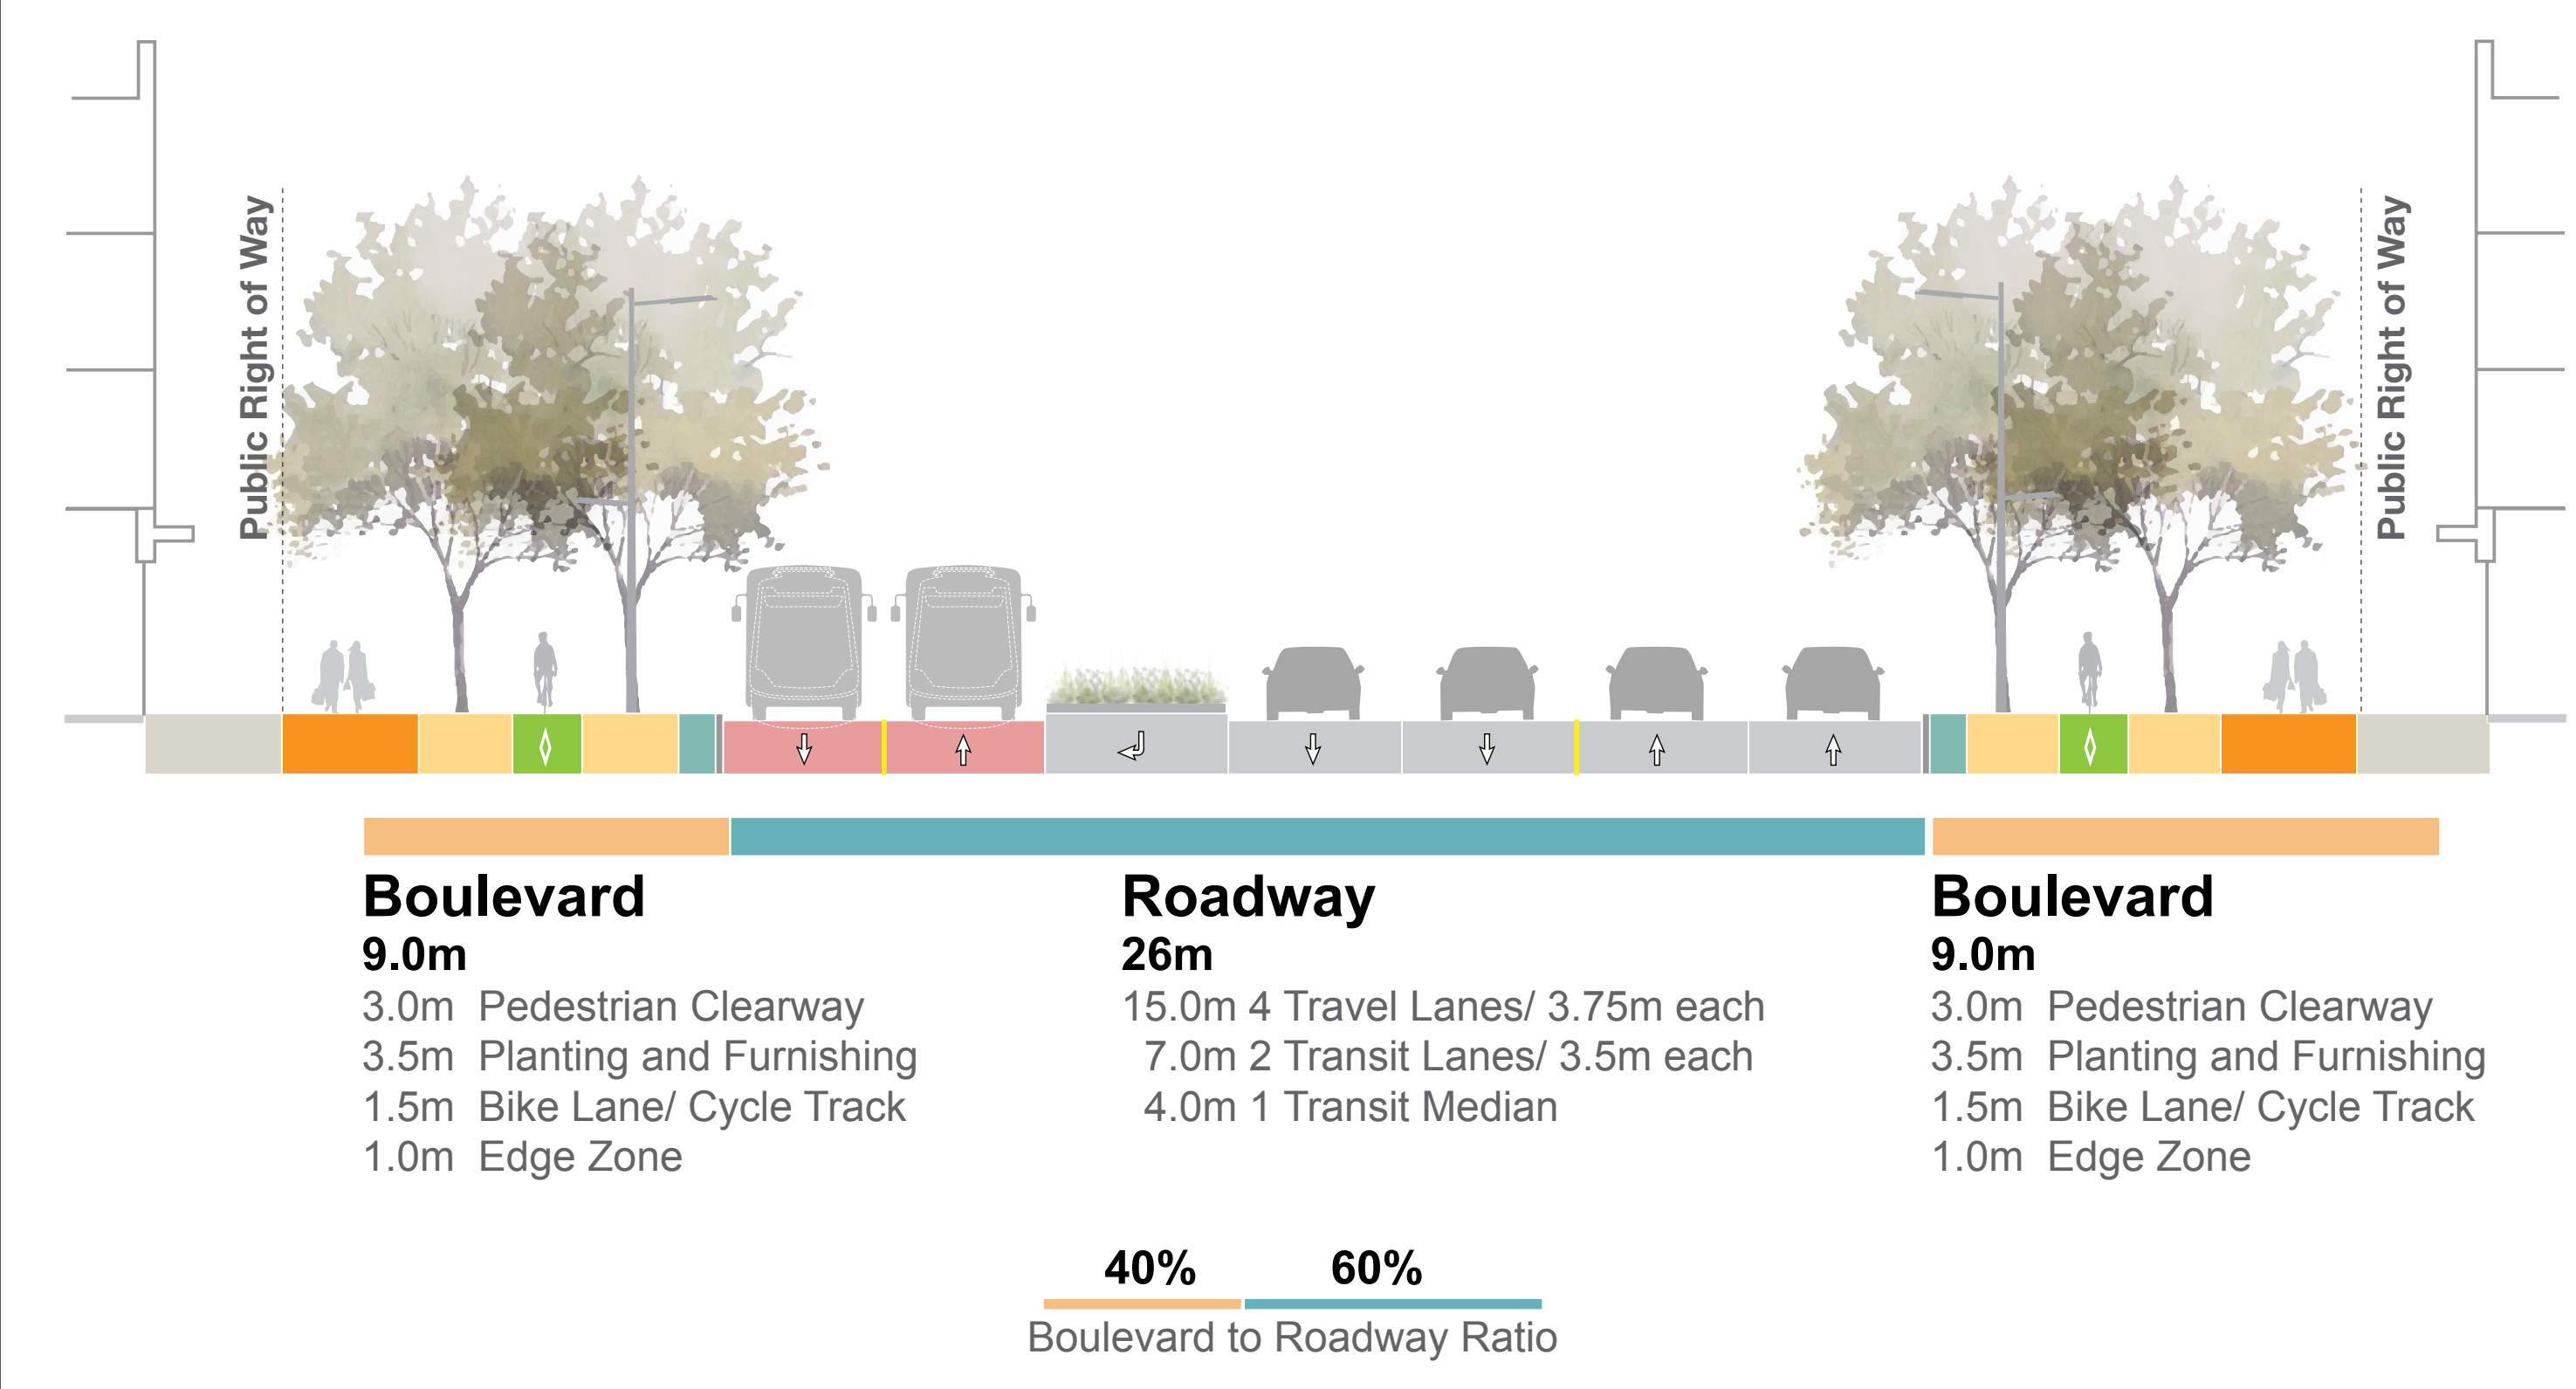 Public Right of Way
Public Right of Way
Boulevard
9.0m
3.0m Pedestrian Clearway
3.5m Planting and Furnishing
1.5m Bike Lane/ Cycle Track
1.0m Edge Zone
Roadway
26m
15.0m 4 Travel Lanes/ 3.75m each
7.0m 2 Transit Lanes/ 3.5m each
4.0m 1 Transit Median
Boulevard
9.0m
3.0m Pedestrian Clearway
3.5m Planting and Furnishing
1.5m Bike Lane/ Cycle Track
1.0m Edge Zone
40% 60%
Boulevard to Roadway Ratio